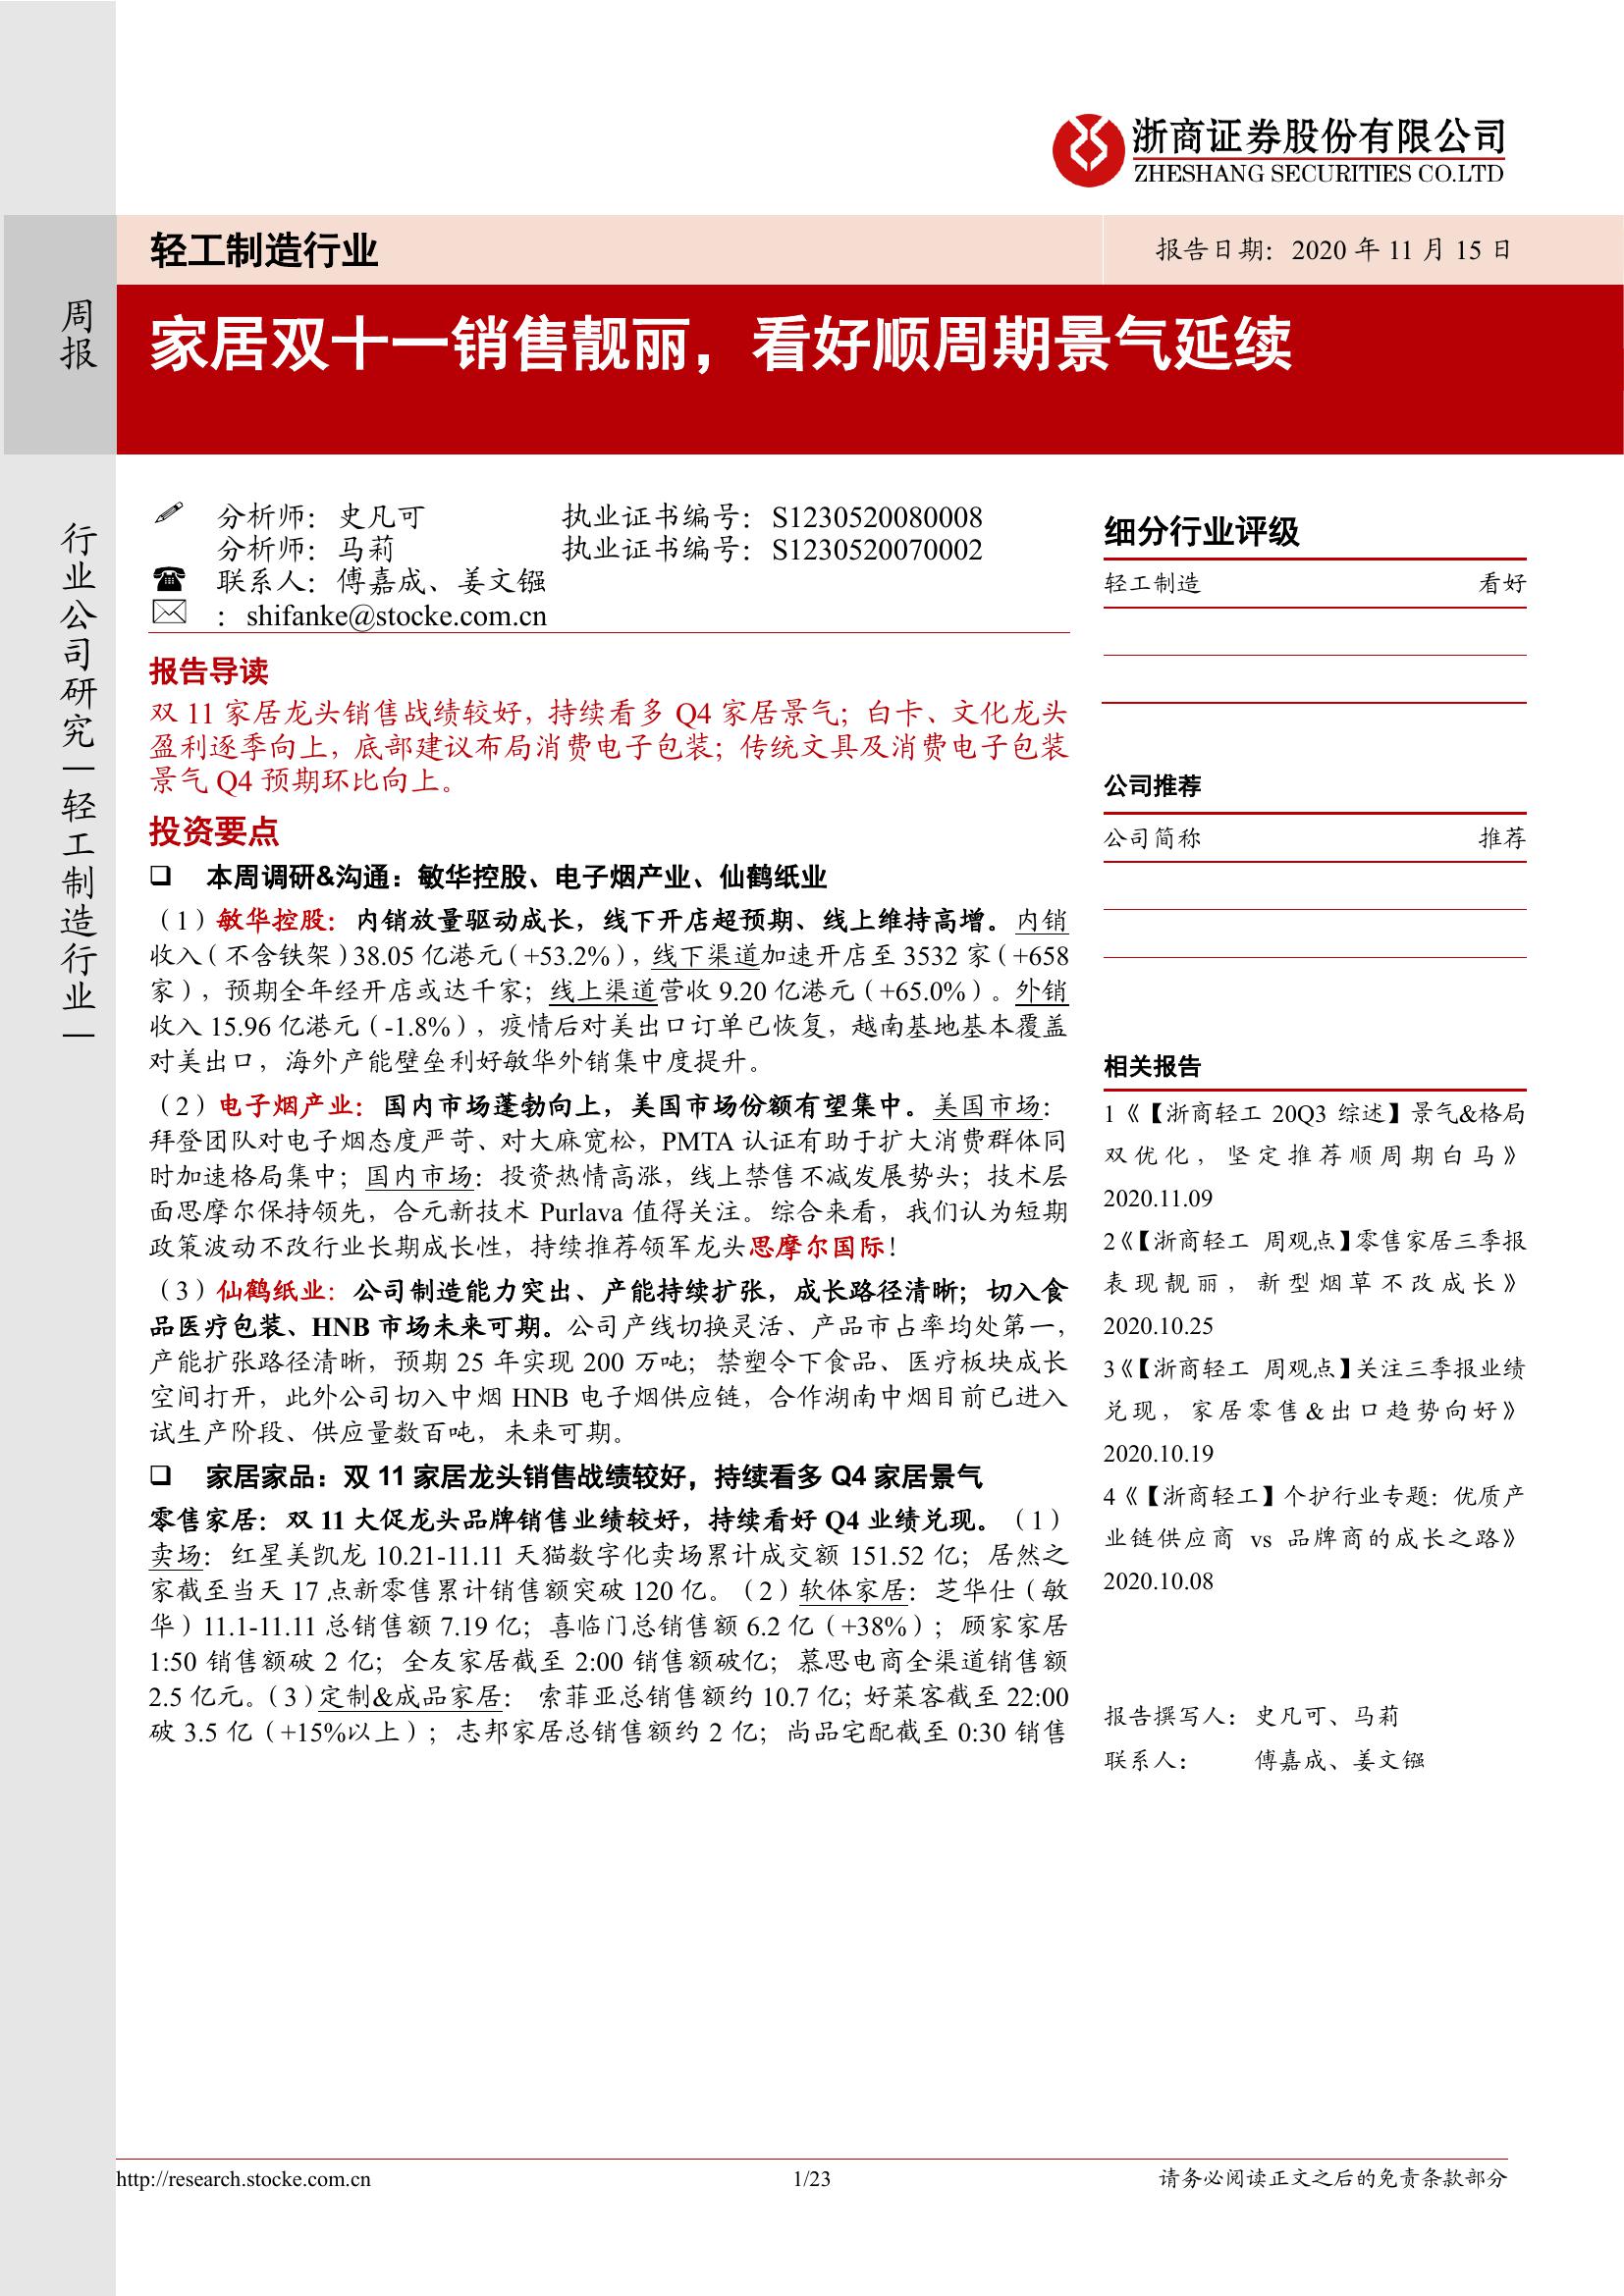 浙商证券股份有限公司
ZHESHANG SECURITIES CO.LTD
轻工制造行业
报告日期：2020 年 11 月 15 日
周报
家居双十一销售靓丽，看好顺周期景气延续
行业公司研究｜轻工制造行业｜
分析师：史凡可 执业证书编号：S1230520080008
分析师：马莉 执业证书编号：S1230520070002
联系人：傅嘉成、姜文镪
：shifanke@stocke.com.cn
报告导读
双 11 家居龙头销售战绩较好，持续看多 Q4 家居景气；白卡、文化龙头
盈利逐季向上，底部建议布局消费电子包装；传统文具及消费电子包装
景气 Q4 预期环比向上。
投资要点
❑ 本周调研&沟通：敏华控股、电子烟产业、仙鹤纸业
（1）敏华控股：内销放量驱动成长，线下开店超预期、线上维持高增。内销
收入（不含铁架）38.05 亿港元（+53.2%），线下渠道加速开店至 3532 家（+658
家），预期全年经开店或达千家；线上渠道营收 9.20 亿港元（+65.0%）。外销
收入 15.96 亿港元（-1.8%），疫情后对美出口订单已恢复，越南基地基本覆盖
对美出口，海外产能壁垒利好敏华外销集中度提升。
（2）电子烟产业：国内市场蓬勃向上，美国市场份额有望集中。美国市场：
拜登团队对电子烟态度严苛、对大麻宽松，PMTA 认证有助于扩大消费群体同
时加速格局集中；国内市场：投资热情高涨，线上禁售不减发展势头；技术层
面思摩尔保持领先，合元新技术 Purlava 值得关注。综合来看，我们认为短期
政策波动不改行业长期成长性，持续推荐领军龙头思摩尔国际！
（3）仙鹤纸业：公司制造能力突出、产能持续扩张，成长路径清晰；切入食
品医疗包装、HNB 市场未来可期。公司产线切换灵活、产品市占率均处第一，
产能扩张路径清晰，预期 25 年实现 200 万吨；禁塑令下食品、医疗板块成长
空间打开，此外公司切入中烟 HNB 电子烟供应链，合作湖南中烟目前已进入
试生产阶段、供应量数百吨，未来可期。
❑ 家居家品：双 11 家居龙头销售战绩较好，持续看多 Q4 家居景气
零售家居：双 11 大促龙头品牌销售业绩较好，持续看好 Q4 业绩兑现。（1）
卖场：红星美凯龙 10.21-11.11 天猫数字化卖场累计成交额 151.52 亿；居然之
家截至当天 17 点新零售累计销售额突破 120 亿。（2）软体家居：芝华仕（敏
华）11.1-11.11 总销售额 7.19 亿；喜临门总销售额 6.2 亿（+38%）；顾家家居
1:50 销售额破 2 亿；全友家居截至 2:00 销售额破亿；慕思电商全渠道销售额
2.5 亿元。（3）定制&成品家居： 索菲亚总销售额约 10.7 亿；好莱客截至 22:00
破 3.5 亿（+15%以上）；志邦家居总销售额约 2 亿；尚品宅配截至 0:30 销售
细分行业评级
轻工制造 看好
公司推荐
公司简称 推荐
相关报告
1《【浙商轻工 20Q3 综述】景气&格局
双优化，坚定推荐顺周期白马》
2020.11.09
2《【浙商轻工 周观点】零售家居三季报
表现靓丽，新型烟草不改成长》
2020.10.25
3《【浙商轻工 周观点】关注三季报业绩
兑现，家居零售&出口趋势向好》
2020.10.19
4《【浙商轻工】个护行业专题：优质产
业链供应商 vs 品牌商的成长之路》
2020.10.08
报告撰写人：史凡可、马莉
联系人： 傅嘉成、姜文镪
http://research.stocke.com.cn
1/23
请务必阅读正文之后的免责条款部分